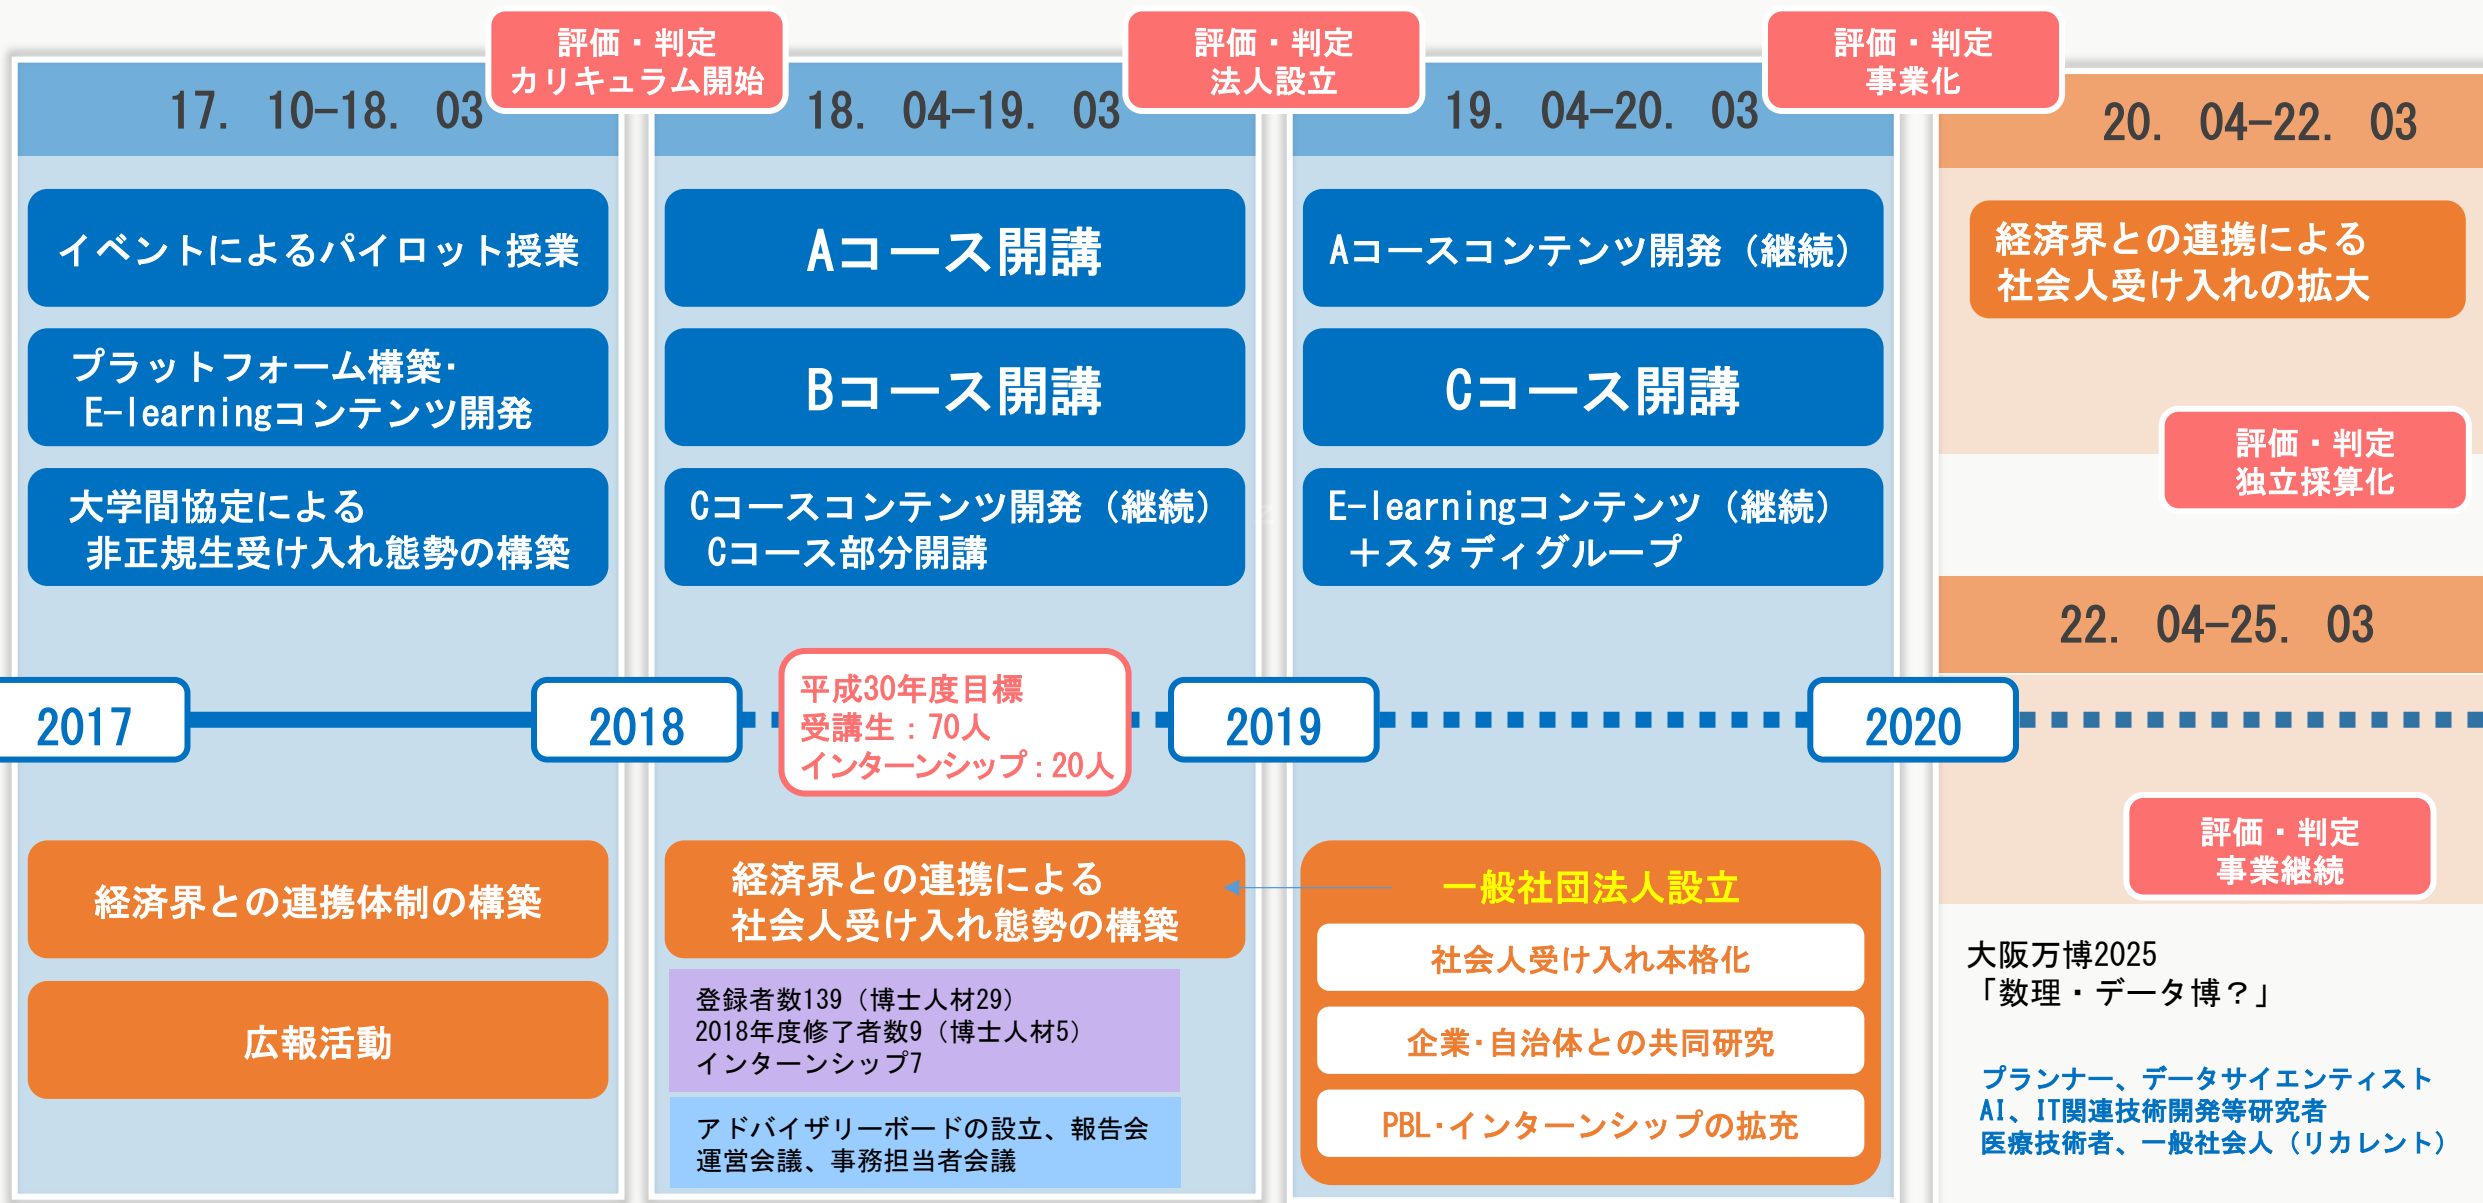 評価・判定
カリキュラム開始
評価・判定
法人設立
評価・判定
事業化
17. 10-18. 03
イベントによるパイロット授業
プラットフォーム構築・
E-learningコンテンツ開発
大学間協定による
非正規生受け入れ態勢の構築
18. 04-19. 03
Aコース開講
Bコース開講
Cコースコンテンツ開発（継続）
Cコース部分開講
19. 04-20. 03
Aコースコンテンツ開発（継続）
Cコース開講
E-learningコンテンツ（継続）
＋スタディグループ
20. 04-22. 03
経済界との連携による
社会人受け入れの拡大
評価・判定
独立採算化
22. 04-25. 03
2017
2018
平成30年度目標
受講生：70人
インターンシップ：20人
2019
2020
経済界との連携体制の構築
広報活動
経済界との連携による
社会人受け入れ態勢の構築
登録者数139（博士人材29）
2018年度修了者数9（博士人材5）
インターンシップ7
アドバイザリーボードの設立、報告会
運営会議、事務担当者会議
一般社団法人設立
社会人受け入れ本格化
企業・自治体との共同研究
PBL・インターンシップの拡充
評価・判定
事業継続
大阪万博2025
「数理・データ博？」
プランナー、データサイエンティスト
AI、IT関連技術開発等研究者
医療技術者、一般社会人（リカレント）